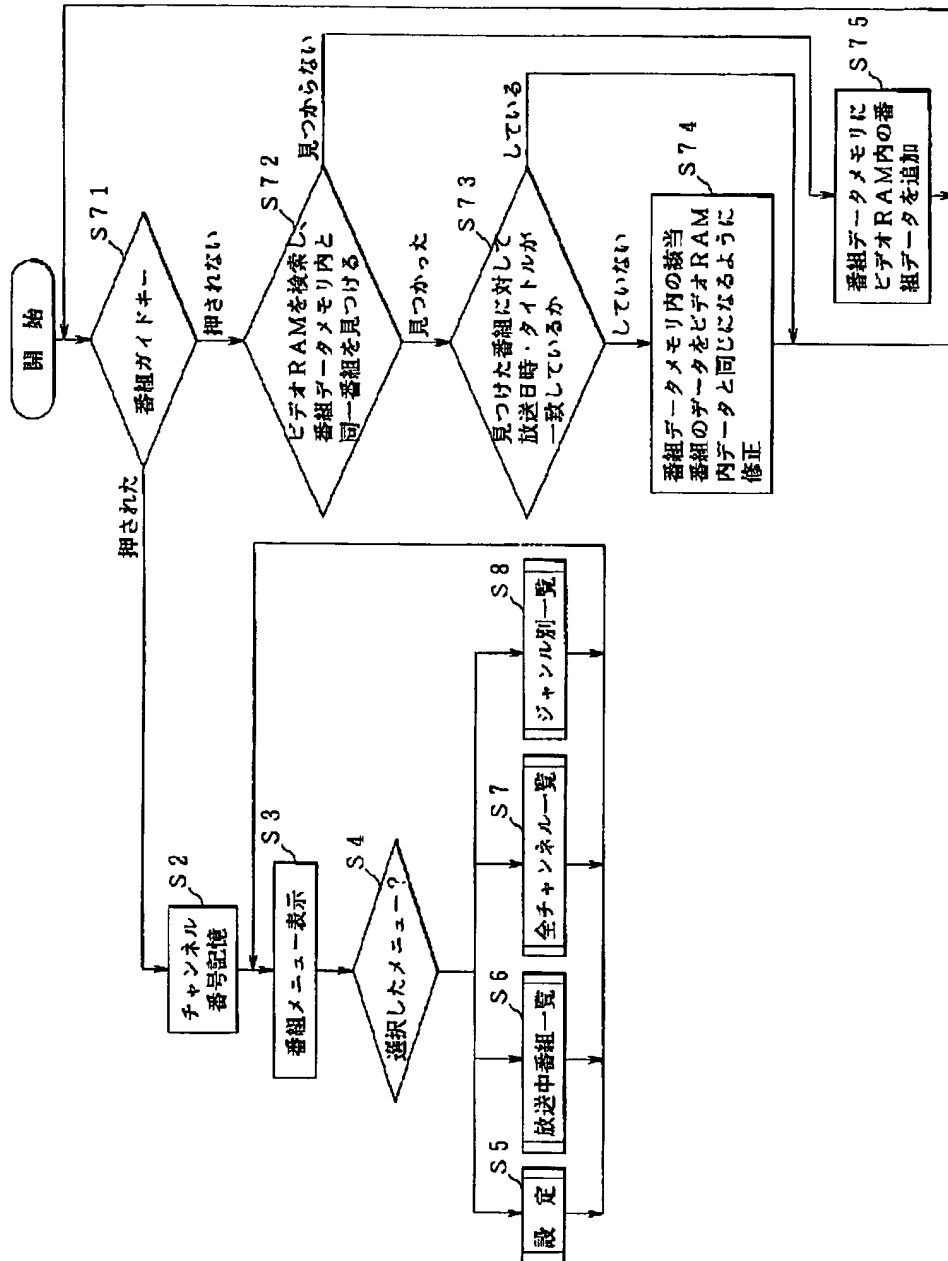 開　始
S71
番組ガイドキー
押された
押されない
S72
ビデオRAMを検索し、
番組データメモリ内と
同一番組を見つける
見つからない
見つかった
S73
見つけた番組に対して
放送日時・タイトルが
一致しているか
している
していない
S74
番組データメモリ内の該当
番組のデータをビデオRAM
内データと同じになるように
修正
S75
番組データメモリに
ビデオRAM内の番
組データを追加
S2
チャンネル
番号記憶
S3
番組メニュー表示
S4
選択したメニュー？
S5
設　定
S6
放送中番組一覧
S7
全チャンネル一覧
S8
ジャンル別一覧